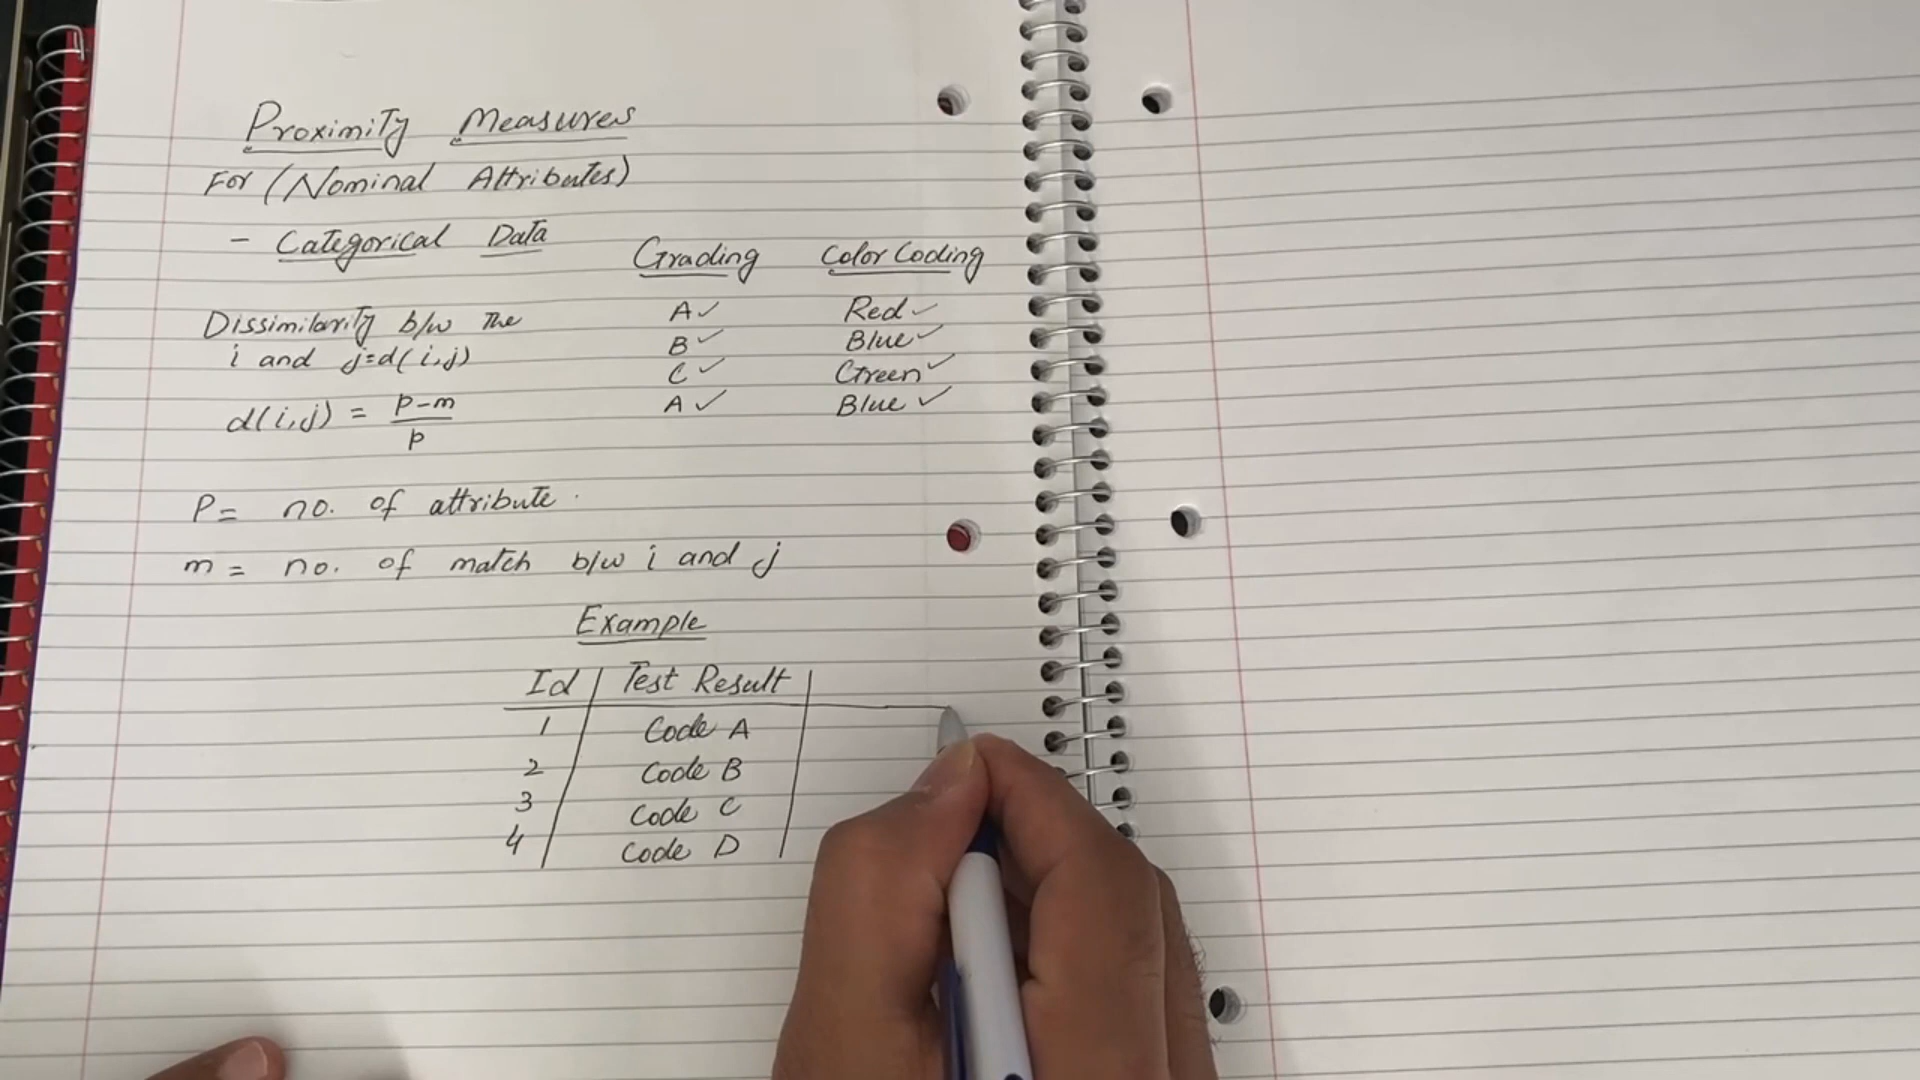 Proximity Measures
For (Nominal Attributes)
- Categorical Data
Dissimilarity b/w The
i and j=d(i,j)
d(i,j) = p-m
p
Grading Color Coding
A✓ Red✓
B✓ Blue✓
C✓ Green✓
A✓ Blue✓
P= no. of attribute.
m= no. of match b/w i and j
Example
Id Test Result
1 Code A
2 Code B
3 Code C
4 Code D